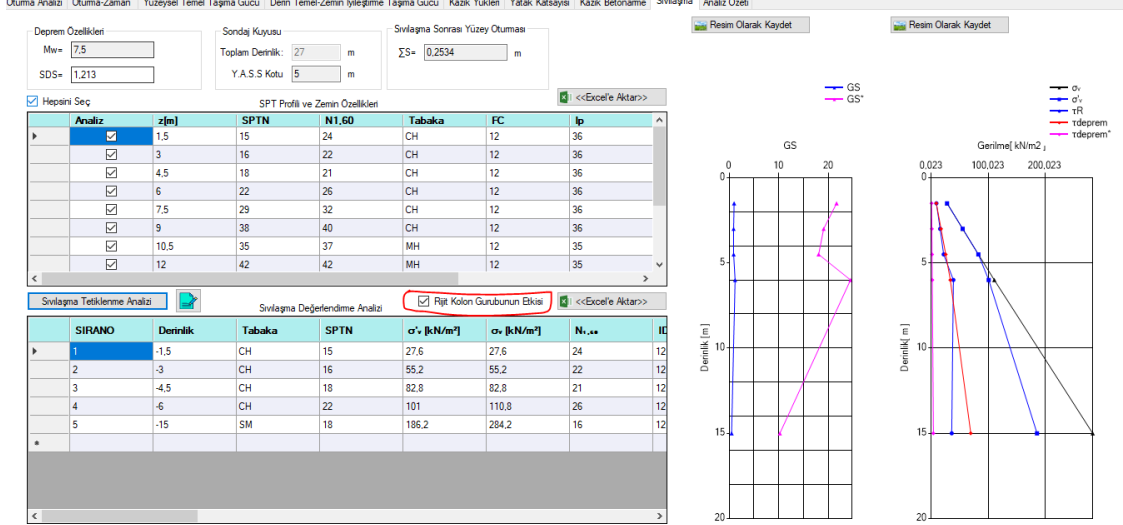 Oturma Analizi Oturma-Zaman Yüzeysel Temel Taşıma Gücü Derin Temel-Zemin İyileştirme Taşıma Gücü Kazık Yükleri Yatak Katsayısı Kazık Betonarme Sıvılaşma Analiz Özeti
Deprem Özellikleri
Mw= 7,5
SDS= 1,213
Sondaj Kuyusu
Toplam Derinlik: 27 m
Y.A.S.S Kotu 5 m
Sıvılaşma Sonrası Yüzey Oturması
∑S= 0,2534 m
Hepsini Seç
SPT Profili ve Zemin Özellikleri
<<Excel'e Aktar>>
Analiz z[m] SPTN N1,60 Tabaka FC Ip
1,5 15 24 CH 12 36
3 16 22 CH 12 36
4,5 18 21 CH 12 36
6 22 26 CH 12 36
7,5 29 32 CH 12 36
9 38 40 CH 12 36
10,5 35 37 MH 12 35
12 42 42 MH 12 35
Sıvılaşma Tetiklenme Analizi
Sıvılaşma Değerlendirme Analizi
Rijit Kolon Gurubunun Etkisi
<<Excel'e Aktar>>
SIRANO Derinlik Tabaka SPTN σ'ᵥ [kN/m²] σᵥ [kN/m²] N₁,₆₀
1 -1,5 CH 15 27,6 27,6 24 12
2 -3 CH 16 55,2 55,2 22 12
3 -4,5 CH 18 82,8 82,8 21 12
4 -6 CH 22 101 110,8 26 12
5 -15 SM 18 186,2 284,2 16 12
*
Resim Olarak Kaydet
GS
GS*
GS
0 10 20
0
5
10
15
20
Derinlik [m]
Resim Olarak Kaydet
σᵥ
σ'ᵥ
τR
τdeprem
τdeprem*
Gerilme[ kN/m2 ]
0,023 100,023 200,023
0
5
10
15
20
Derinlik[ m]